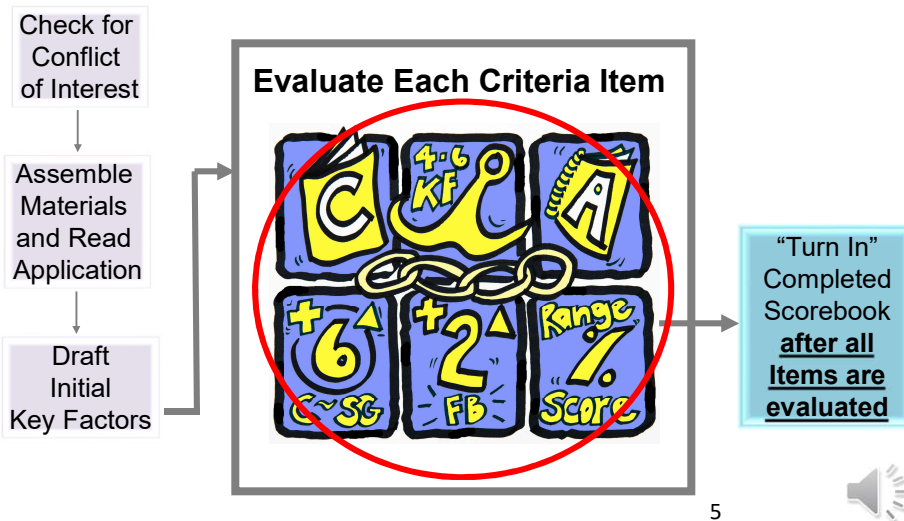 Check for
Conflict
of Interest
Assemble
Materials
and Read
Application
Draft
Initial
Key Factors
Evaluate Each Criteria Item
C
4-6
KF
A
+ 6 Δ
C~SG
+ 2 Δ
FB
Range
%
Score
“Turn In”
Completed
Scorebook
after all
Items are
evaluated
5